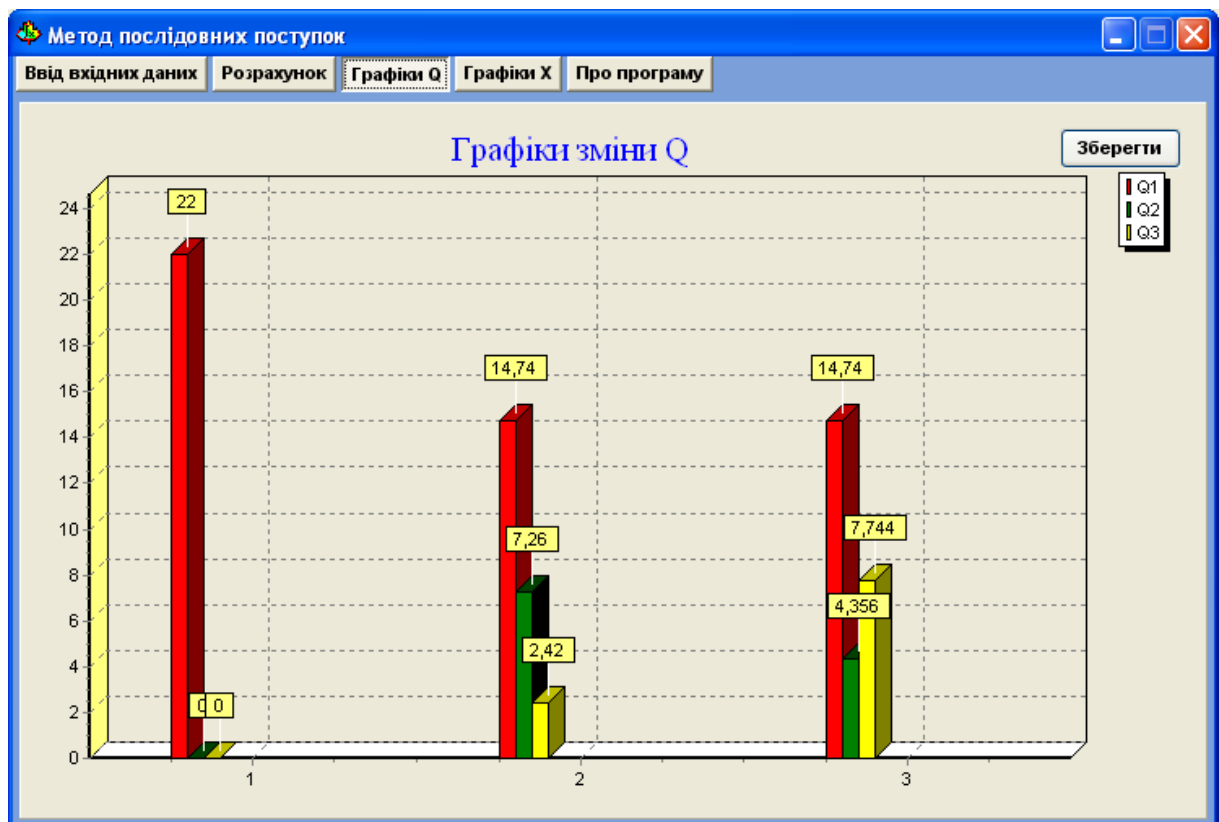 Метод послідовних поступок
Ввід вхідних даних Розрахунок Графіки Q Графіки X Про програму
Графіки зміни Q
Зберегти
Q1
Q2
Q3
24
22
20
18
16
14
12
10
8
6
4
2
0
22
0
0
14,74
7,26
2,42
14,74
4,356
7,744
1 2 3